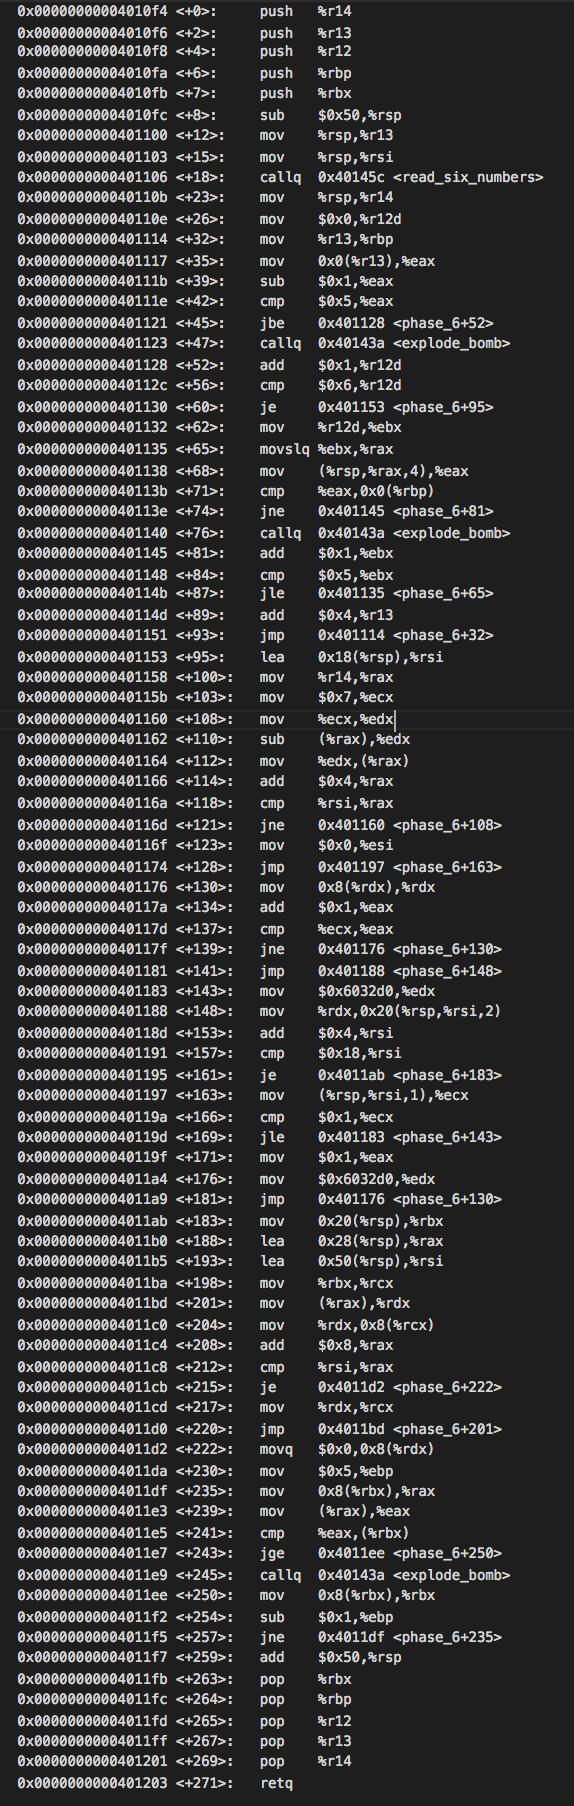 0x00000000004010f4 <+0>: push %r14
0x00000000004010f6 <+2>: push %r13
0x00000000004010f8 <+4>: push %r12
0x00000000004010fa <+6>: push %rbp
0x00000000004010fb <+7>: push %rbx
0x00000000004010fc <+8>: sub $0x50,%rsp
0x0000000000401100 <+12>: mov %rsp,%r13
0x0000000000401103 <+15>: mov %rsp,%rsi
0x0000000000401106 <+18>: callq 0x40145c <read_six_numbers>
0x000000000040110b <+23>: mov %rsp,%r14
0x000000000040110e <+26>: mov $0x0,%r12d
0x0000000000401114 <+32>: mov %r13,%rbp
0x0000000000401117 <+35>: mov 0x0(%r13),%eax
0x000000000040111b <+39>: sub $0x1,%eax
0x000000000040111e <+42>: cmp $0x5,%eax
0x0000000000401121 <+45>: jbe 0x401128 <phase_6+52>
0x0000000000401123 <+47>: callq 0x40143a <explode_bomb>
0x0000000000401128 <+52>: add $0x1,%r12d
0x000000000040112c <+56>: cmp $0x6,%r12d
0x0000000000401130 <+60>: je 0x401153 <phase_6+95>
0x0000000000401132 <+62>: mov %r12d,%ebx
0x0000000000401135 <+65>: movslq %ebx,%rax
0x0000000000401138 <+68>: mov (%rsp,%rax,4),%eax
0x000000000040113b <+71>: cmp %eax,0x0(%rbp)
0x000000000040113e <+74>: jne 0x401145 <phase_6+81>
0x0000000000401140 <+76>: callq 0x40143a <explode_bomb>
0x0000000000401145 <+81>: add $0x1,%ebx
0x0000000000401148 <+84>: cmp $0x5,%ebx
0x000000000040114b <+87>: jle 0x401135 <phase_6+65>
0x000000000040114d <+89>: add $0x4,%r13
0x0000000000401151 <+93>: jmp 0x401114 <phase_6+32>
0x0000000000401153 <+95>: lea 0x18(%rsp),%rsi
0x0000000000401158 <+100>: mov %r14,%rax
0x000000000040115b <+103>: mov $0x7,%ecx
0x0000000000401160 <+108>: mov %ecx,%edx
0x0000000000401162 <+110>: sub (%rax),%edx
0x0000000000401164 <+112>: mov %edx,(%rax)
0x0000000000401166 <+114>: add $0x4,%rax
0x000000000040116a <+118>: cmp %rsi,%rax
0x000000000040116d <+121>: jne 0x401160 <phase_6+108>
0x000000000040116f <+123>: mov $0x0,%esi
0x0000000000401174 <+128>: jmp 0x401197 <phase_6+163>
0x0000000000401176 <+130>: mov 0x8(%rdx),%rdx
0x000000000040117a <+134>: add $0x1,%eax
0x000000000040117d <+137>: cmp %ecx,%eax
0x000000000040117f <+139>: jne 0x401176 <phase_6+130>
0x0000000000401181 <+141>: jmp 0x401188 <phase_6+148>
0x0000000000401183 <+143>: mov $0x6032d0,%edx
0x0000000000401188 <+148>: mov %rdx,0x20(%rsp,%rsi,2)
0x000000000040118d <+153>: add $0x4,%rsi
0x0000000000401191 <+157>: cmp $0x18,%rsi
0x0000000000401195 <+161>: je 0x4011ab <phase_6+183>
0x0000000000401197 <+163>: mov (%rsp,%rsi,1),%ecx
0x000000000040119a <+166>: cmp $0x1,%ecx
0x000000000040119d <+169>: jle 0x401183 <phase_6+143>
0x000000000040119f <+171>: mov $0x1,%eax
0x00000000004011a4 <+176>: mov $0x6032d0,%edx
0x00000000004011a9 <+181>: jmp 0x401176 <phase_6+130>
0x00000000004011ab <+183>: mov 0x20(%rsp),%rbx
0x00000000004011b0 <+188>: lea 0x28(%rsp),%rax
0x00000000004011b5 <+193>: lea 0x50(%rsp),%rsi
0x00000000004011ba <+198>: mov %rbx,%rcx
0x00000000004011bd <+201>: mov (%rax),%rdx
0x00000000004011c0 <+204>: mov %rdx,0x8(%rcx)
0x00000000004011c4 <+208>: add $0x8,%rax
0x00000000004011c8 <+212>: cmp %rsi,%rax
0x00000000004011cb <+215>: je 0x4011d2 <phase_6+222>
0x00000000004011cd <+217>: mov %rdx,%rcx
0x00000000004011d0 <+220>: jmp 0x4011bd <phase_6+201>
0x00000000004011d2 <+222>: movq $0x0,0x8(%rdx)
0x00000000004011da <+230>: mov $0x5,%ebp
0x00000000004011df <+235>: mov 0x8(%rbx),%rax
0x00000000004011e3 <+239>: mov (%rax),%eax
0x00000000004011e5 <+241>: cmp %eax,(%rbx)
0x00000000004011e7 <+243>: jge 0x4011ee <phase_6+250>
0x00000000004011e9 <+245>: callq 0x40143a <explode_bomb>
0x00000000004011ee <+250>: mov 0x8(%rbx),%rbx
0x00000000004011f2 <+254>: sub $0x1,%ebp
0x00000000004011f5 <+257>: jne 0x4011df <phase_6+235>
0x00000000004011f7 <+259>: add $0x50,%rsp
0x00000000004011fb <+263>: pop %rbx
0x00000000004011fc <+264>: pop %rbp
0x00000000004011fd <+265>: pop %r12
0x00000000004011ff <+267>: pop %r13
0x0000000000401201 <+269>: pop %r14
0x0000000000401203 <+271>: retq